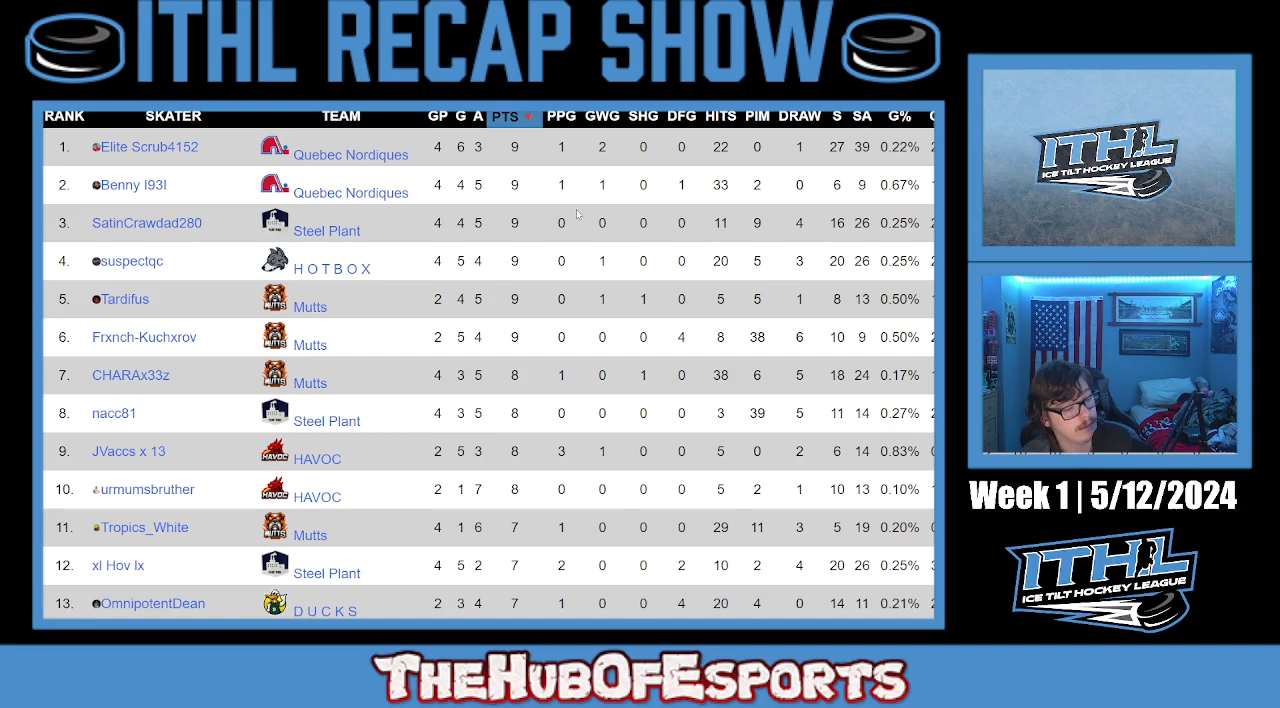 ITHL RECAP SHOW
RANK SKATER TEAM GP G A PTS PPG GWG SHG DFG HITS PIM DRAW S SA G%
1. Elite Scrub4152 Quebec Nordiques 4 6 3 9 1 2 0 0 22 0 1 27 39 0.22%
2. Benny I93I Quebec Nordiques 4 4 5 9 1 1 0 1 33 2 0 6 9 0.67%
3. SatinCrawdad280 Steel Plant 4 4 5 9 0 0 0 0 11 9 4 16 26 0.25%
4. suspectqc H O T B O X 4 5 4 9 0 1 0 0 20 5 3 20 26 0.25%
5. Tardifus Mutts 2 4 5 9 0 1 1 0 5 5 1 8 13 0.50%
6. Frxnch-Kuchxrov Mutts 2 5 4 9 0 0 0 4 8 38 6 10 9 0.50%
7. CHARAx33z Mutts 4 3 5 8 1 0 1 0 38 6 5 18 24 0.17%
8. nacc81 Steel Plant 4 3 5 8 0 0 0 0 3 39 5 11 14 0.27%
9. JVaccs x 13 HAVOC 2 5 3 8 3 1 0 0 5 0 2 6 14 0.83%
10. urmumsbruther HAVOC 2 1 7 8 0 0 0 0 5 2 1 10 13 0.10%
11. Tropics_White Mutts 4 1 6 7 1 0 0 0 29 11 3 5 19 0.20%
12. xl Hov lx Steel Plant 4 5 2 7 2 0 0 2 10 2 4 20 26 0.25%
13. OmnipotentDean D U C K S 2 3 4 7 1 0 0 4 20 4 0 14 11 0.21%
ITHL
ICE TILT HOCKEY LEAGUE
Week 1 | 5/12/2024
ITHL
ICE TILT HOCKEY LEAGUE
TheHubOfEsports